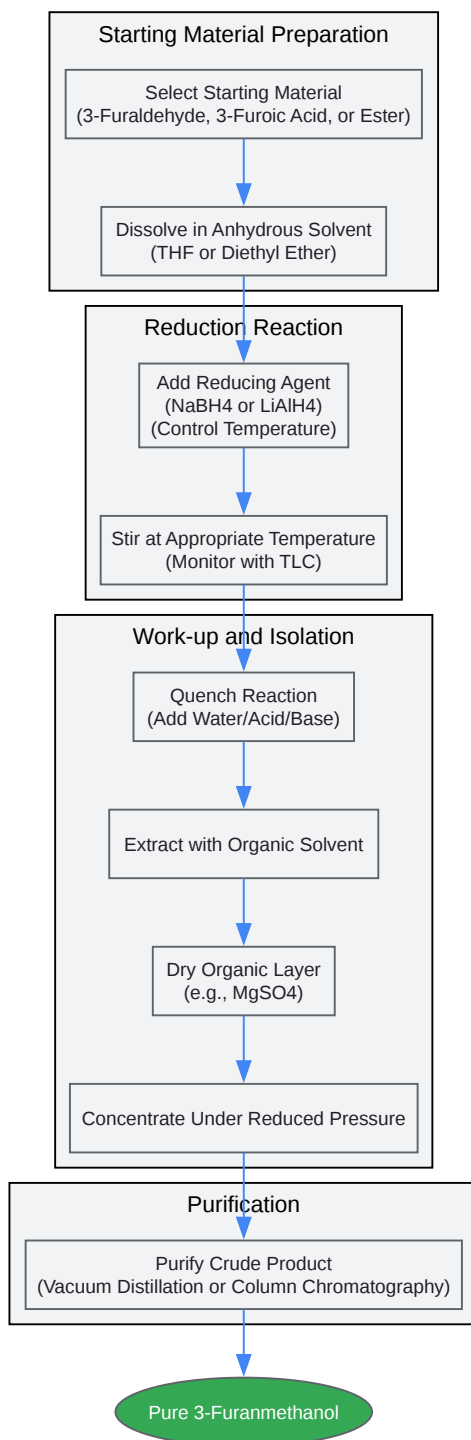 Starting Material Preparation
Select Starting Material
(3-Furaldehyde, 3-Furoic Acid, or Ester)
Dissolve in Anhydrous Solvent
(THF or Diethyl Ether)
Reduction Reaction
Add Reducing Agent
(NaBH4 or LiAlH4)
(Control Temperature)
Stir at Appropriate Temperature
(Monitor with TLC)
Work-up and Isolation
Quench Reaction
(Add Water/Acid/Base)
Extract with Organic Solvent
Dry Organic Layer
(e.g., MgSO4)
Concentrate Under Reduced Pressure
Purification
Purify Crude Product
(Vacuum Distillation or Column Chromatography)
Pure 3-Furanmethanol